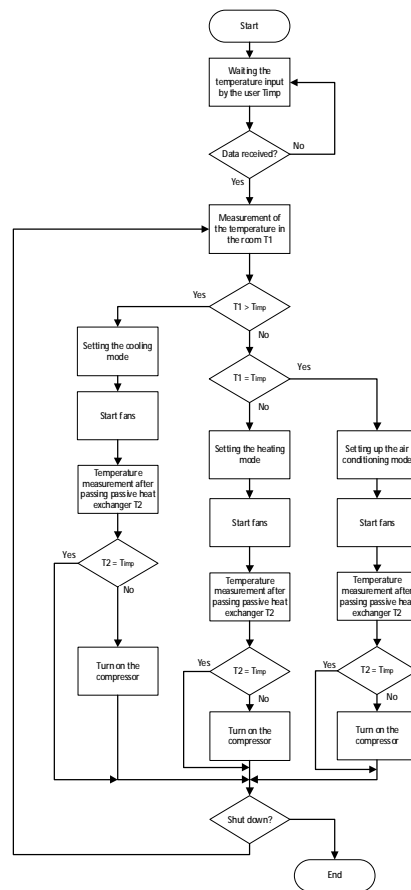 Start
Waiting the
temperature input
by the user Timp
Data received?
No
Yes
Measurement of
the temperature in
the room T1
T1 > Timp
Yes
No
Setting the cooling
mode
T1 = Timp
Yes
No
Start fans
Setting the heating
mode
Setting up the air
conditioning mode
Temperature
measurement after
passing passive heat
exchanger T2
Start fans
Start fans
Yes
T2 = Timp
No
Temperature
measurement after
passing passive heat
exchanger T2
Temperature
measurement after
passing passive heat
exchanger T2
Turn on the
compressor
Yes
T2 = Timp
No
Yes
T2 = Timp
No
Turn on the
compressor
Turn on the
compressor
Shut down?
End